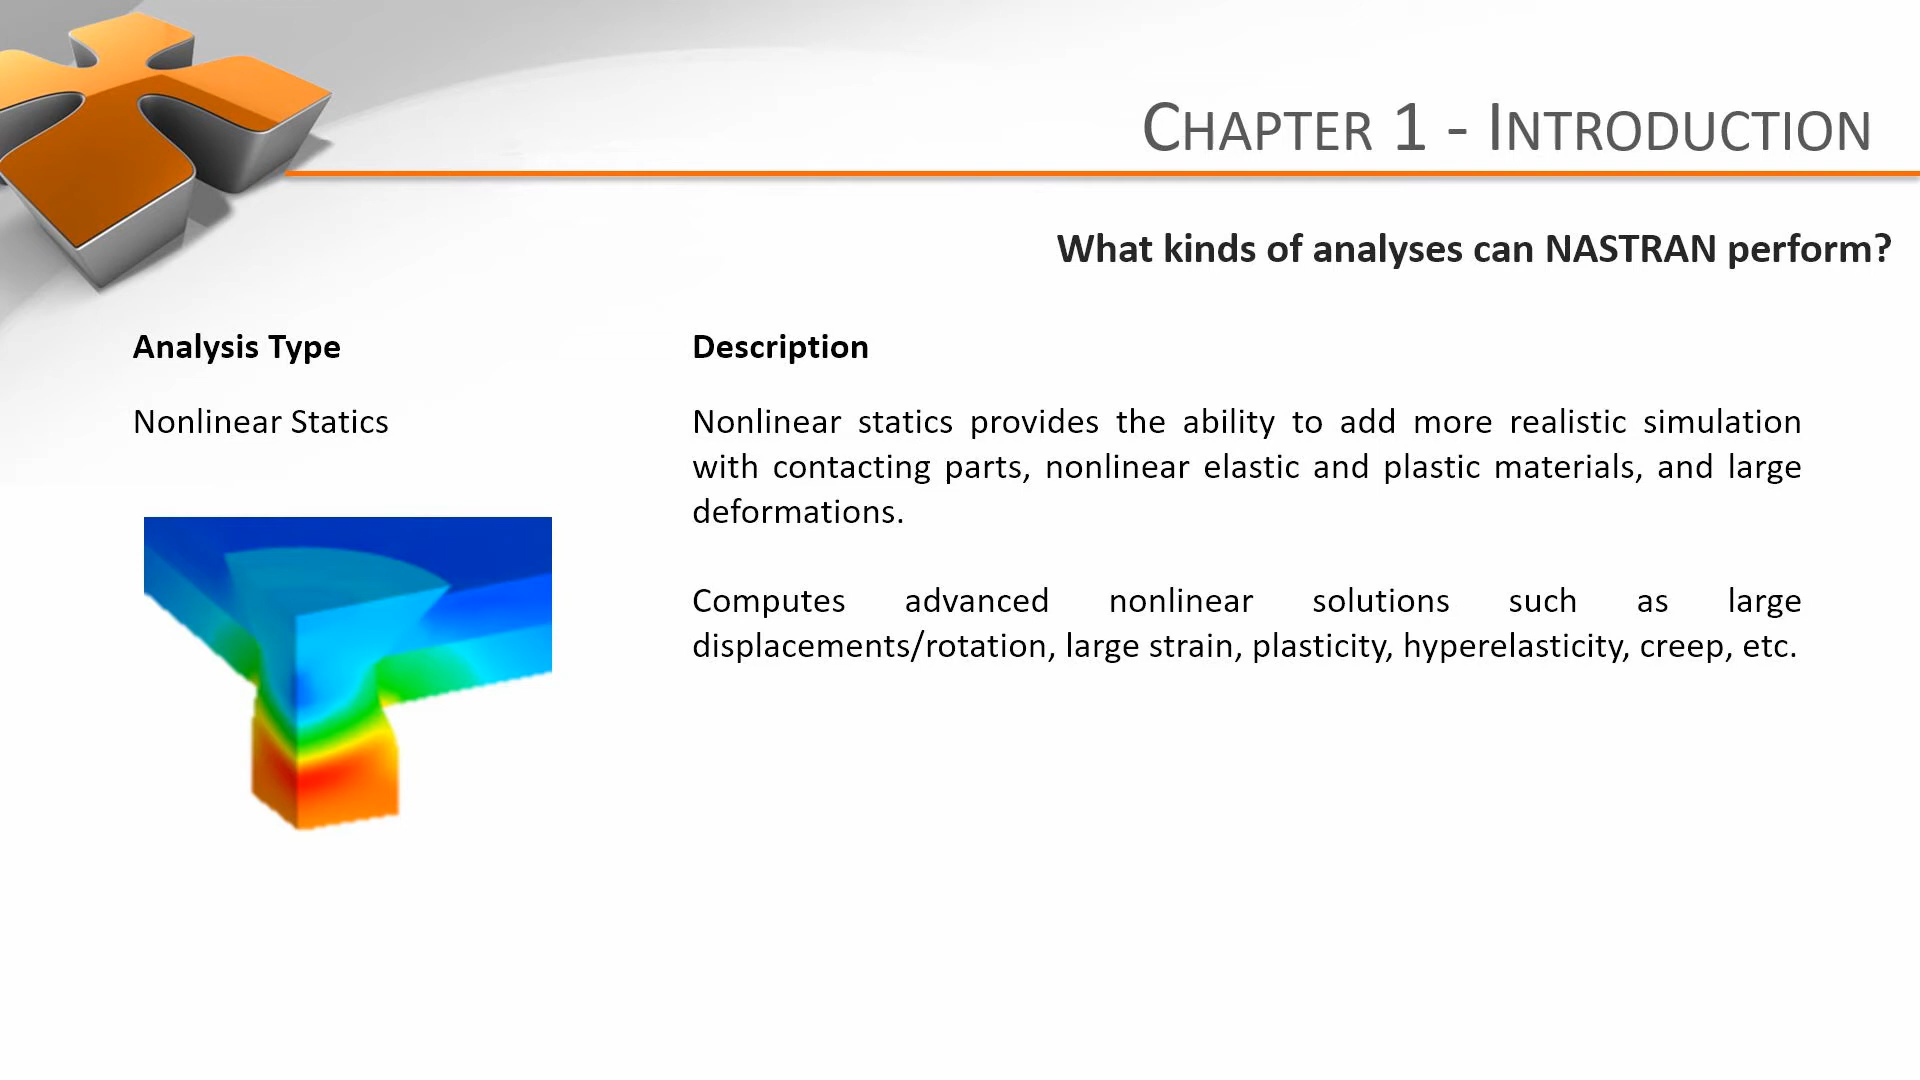 CHAPTER 1 - INTRODUCTION
What kinds of analyses can NASTRAN perform?
Analysis Type
Description
Nonlinear Statics
Nonlinear statics provides the ability to add more realistic simulation
with contacting parts, nonlinear elastic and plastic materials, and large
deformations.
Computes advanced nonlinear solutions such as large
displacements/rotation, large strain, plasticity, hyperelasticity, creep, etc.